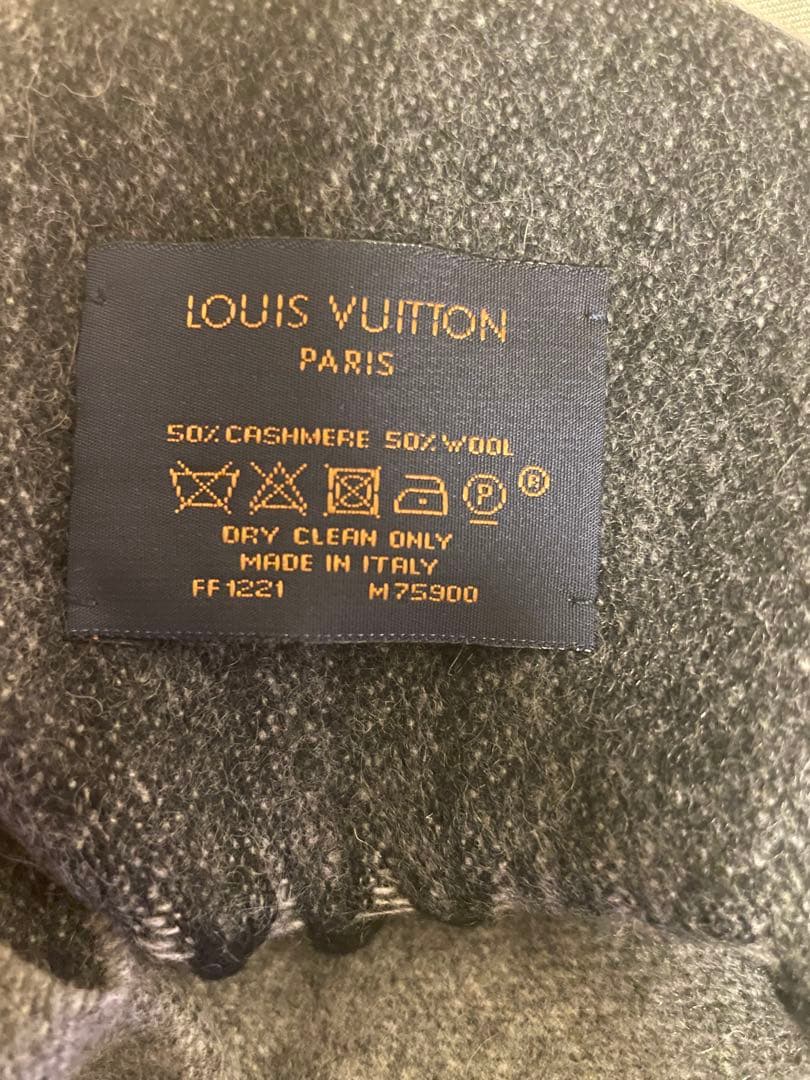 LOUIS VUITTON
PARIS
50% CASHMERE 50% WOOL
P ®
DRY CLEAN ONLY
MADE IN ITALY
FF1221 M75900